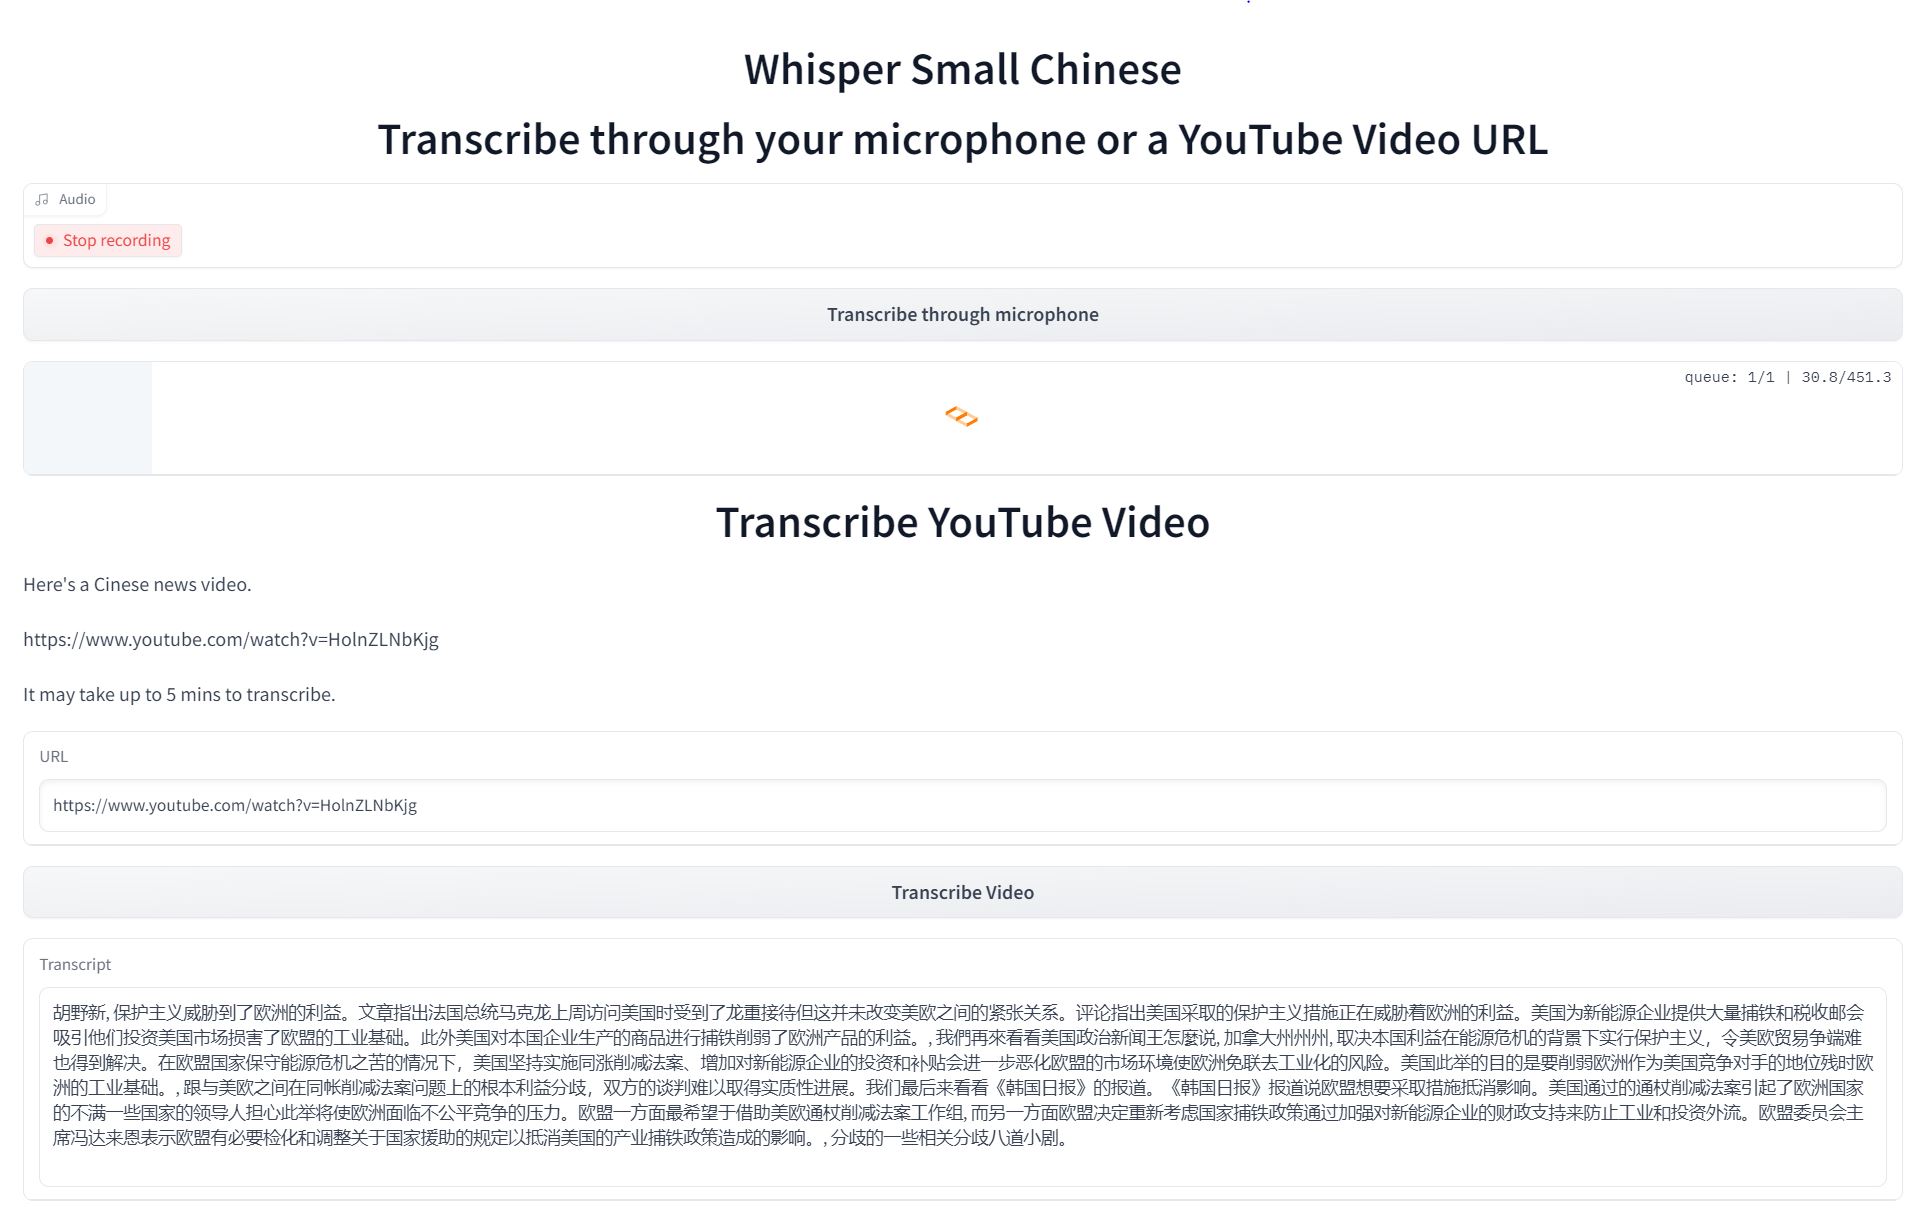 Whisper Small Chinese
Transcribe through your microphone or a YouTube Video URL
Audio
Stop recording
Transcribe through microphone
queue: 1/1 | 30.8/451.3
Transcribe YouTube Video
Here's a Cinese news video.
https://www.youtube.com/watch?v=HolnZLNbKjg
It may take up to 5 mins to transcribe.
URL
https://www.youtube.com/watch?v=HolnZLNbKjg
Transcribe Video
Transcript
胡野新, 保护主义威胁到了欧洲的利益。文章指出法国总统马克龙上周访问美国时受到了龙重接待但这并未改变美欧之间的紧张关系。评论指出美国采取的保护主义措施正在威胁着欧洲的利益。美国为新能源企业提供大量捕铁和税收邮会
吸引他们投资美国市场损害了欧盟的工业基础。此外美国对本国企业生产的商品进行捕铁削弱了欧洲产品的利益。, 我們再來看看美国政治新闻王怎麼说, 加拿大州州州, 取决本国利益在能源危机的背景下实行保护主义，令美欧贸易争端难
也得到解决。在欧盟国家保守能源危机之苦的情况下，美国坚持实施同涨削减法案、增加对新能源企业的投资和补贴会进一步恶化欧盟的市场环境使欧洲免联去工业化的风险。美国此举的目的是要削弱欧洲作为美国竞争对手的地位残时欧
洲的工业基础。, 跟与美欧之间在同帐削减法案问题上的根本利益分歧，双方的谈判难以取得实质性进展。我们最后来看看《韩国日报》的报道。《韩国日报》报道说欧盟想要采取措施抵消影响。美国通过的通杖削减法案引起了欧洲国家
的不满一些国家的领导人担心此举将使欧洲面临不公平竞争的压力。欧盟一方面最希望于借助美欧通杖削减法案工作组, 而另一方面欧盟决定重新考虑国家捕铁政策通过加强对新能源企业的财政支持来防止工业和投资外流。欧盟委员会主
席冯达来恩表示欧盟有必要检化和调整关于国家援助的规定以抵消美国的产业捕铁政策造成的影响。, 分歧的一些相关分歧八道小剧。